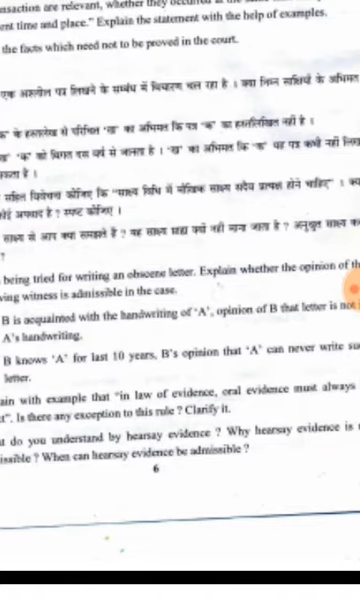 nsaction are relevant, whether they occurred at the same
ent time and place." Explain the statement with the help of examples.
the facts which need not to be proved in the court.
एक अश्लील पत्र लिखने के सम्बंध में विचारण चल रहा है । क्या निम्न साक्षियों के अभिमत
क' के हस्तलेख से परिचित 'ख' का अभिमत कि पत्र 'क' का हस्तलिखित नहीं है ।
ख' 'क' को विगत दस वर्ष से जानता है । 'ख' का अभिमत कि 'क' यह पत्र कभी नहीं लिख
सकता है ।
सहित विवेचना कीजिए कि "साक्ष्य विधि में मौखिक साक्ष्य सदैव प्रत्यक्ष होने चाहिए" । क्या
कोई अपवाद है ? स्पष्ट कीजिए ।
साक्ष्य से आप क्या समझते है ? यह साक्ष्य ग्राह्य क्यों नही माना जाता है ? अनुश्रुत साक्ष्य कब
?
being tried for writing an obscene letter. Explain whether the opinion of th
wing witness is admissible in the case.
B is acquainted with the handwriting of 'A', opinion of B that letter is not i
A's handwriting.
B knows 'A' for last 10 years, B's opinion that 'A' can never write su
letter.
ain with example that "in law of evidence, oral evidence must always
t". Is there any exception to this rule ? Clarify it.
at do you understand by hearsay evidence ? Why hearsay evidence is
issible ? When can hearsay evidence be admissible ?
6